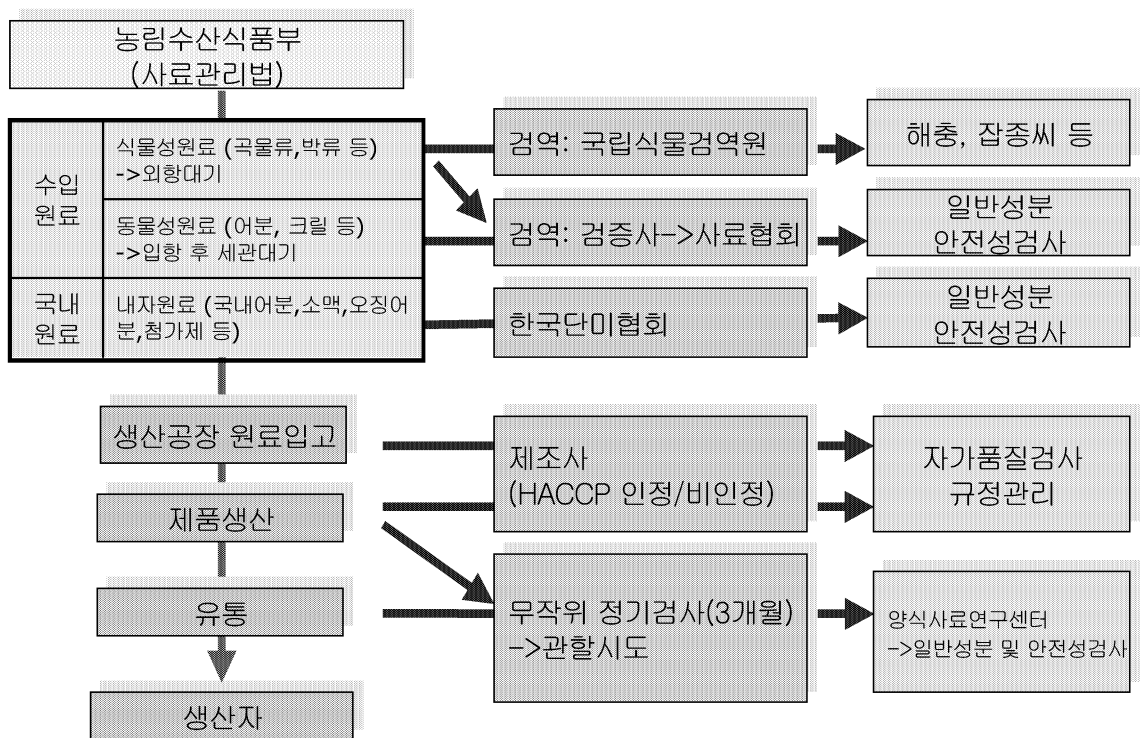 농림수산식품부
(사료관리법)
수입
원료
식물성원료 (곡물류,박류 등)
->외항대기
동물성원료 (어분, 크릴 등)
->입항 후 세관대기
국내
원료
내자원료 (국내어분,소맥,오징어
분,첨가제 등)
검역: 국립식물검역원
해충, 잡종씨 등
검역: 검증사->사료협회
일반성분
안전성검사
한국단미협회
일반성분
안전성검사
생산공장 원료입고
제품생산
유통
생산자
제조사
(HACCP 인정/비인정)
자가품질검사
규정관리
무작위 정기검사(3개월)
->관할시도
양식사료연구센터
->일반성분 및 안전성검사